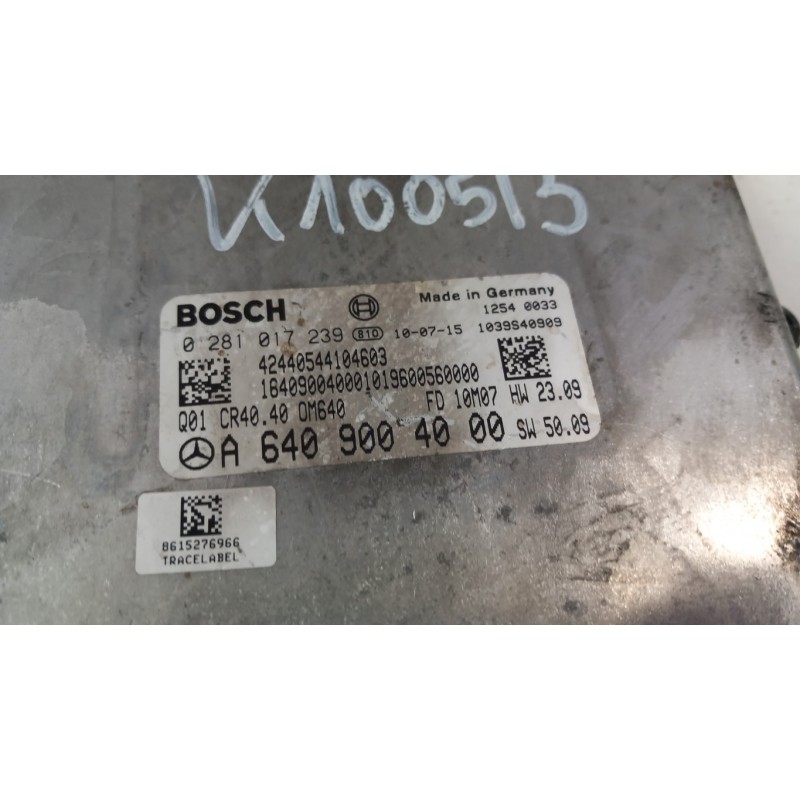 K100513
BOSCH
Made in Germany
1254 0033
0 281 017 239 810 10-07-15 1039S40909
42440544104603
1640900400010196005600000
Q01 CR40.40 OM640 FD 10M07 HW 23.09
A 640 900 40 00 SW 50.09
8615276966
TRACELABEL